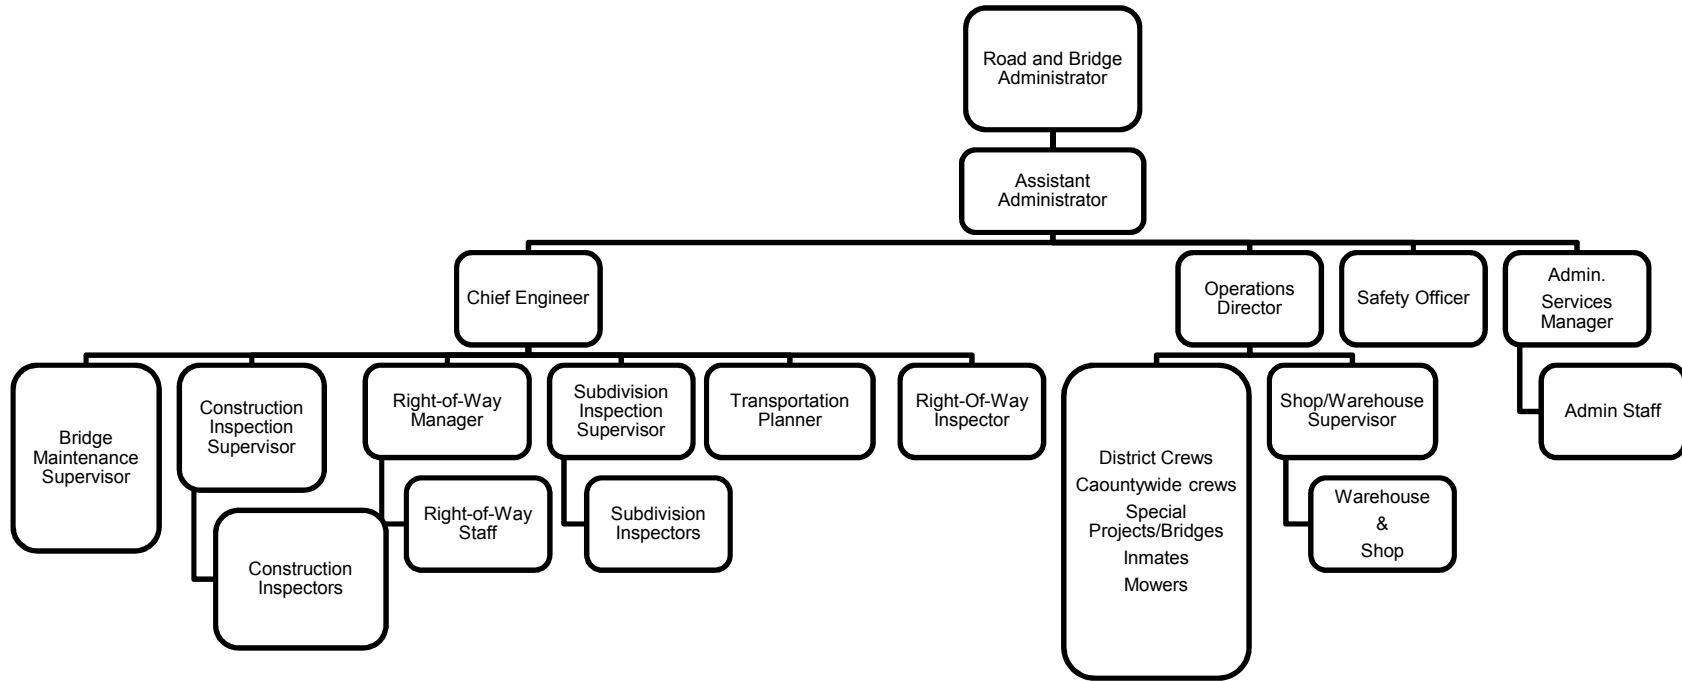 Road and Bridge
Administrator
Assistant
Administrator
Chief Engineer
Operations
Director
Safety Officer
Admin.
Services
Manager
Bridge
Maintenance
Supervisor
Construction
Inspection
Supervisor
Right-of-Way
Manager
Subdivision
Inspection
Supervisor
Transportation
Planner
Right-Of-Way
Inspector
District Crews
Caountywide crews
Special
Projects/Bridges
Inmates
Mowers
Shop/Warehouse
Supervisor
Admin Staff
Construction
Inspectors
Right-of-Way
Staff
Subdivision
Inspectors
Warehouse
&
Shop